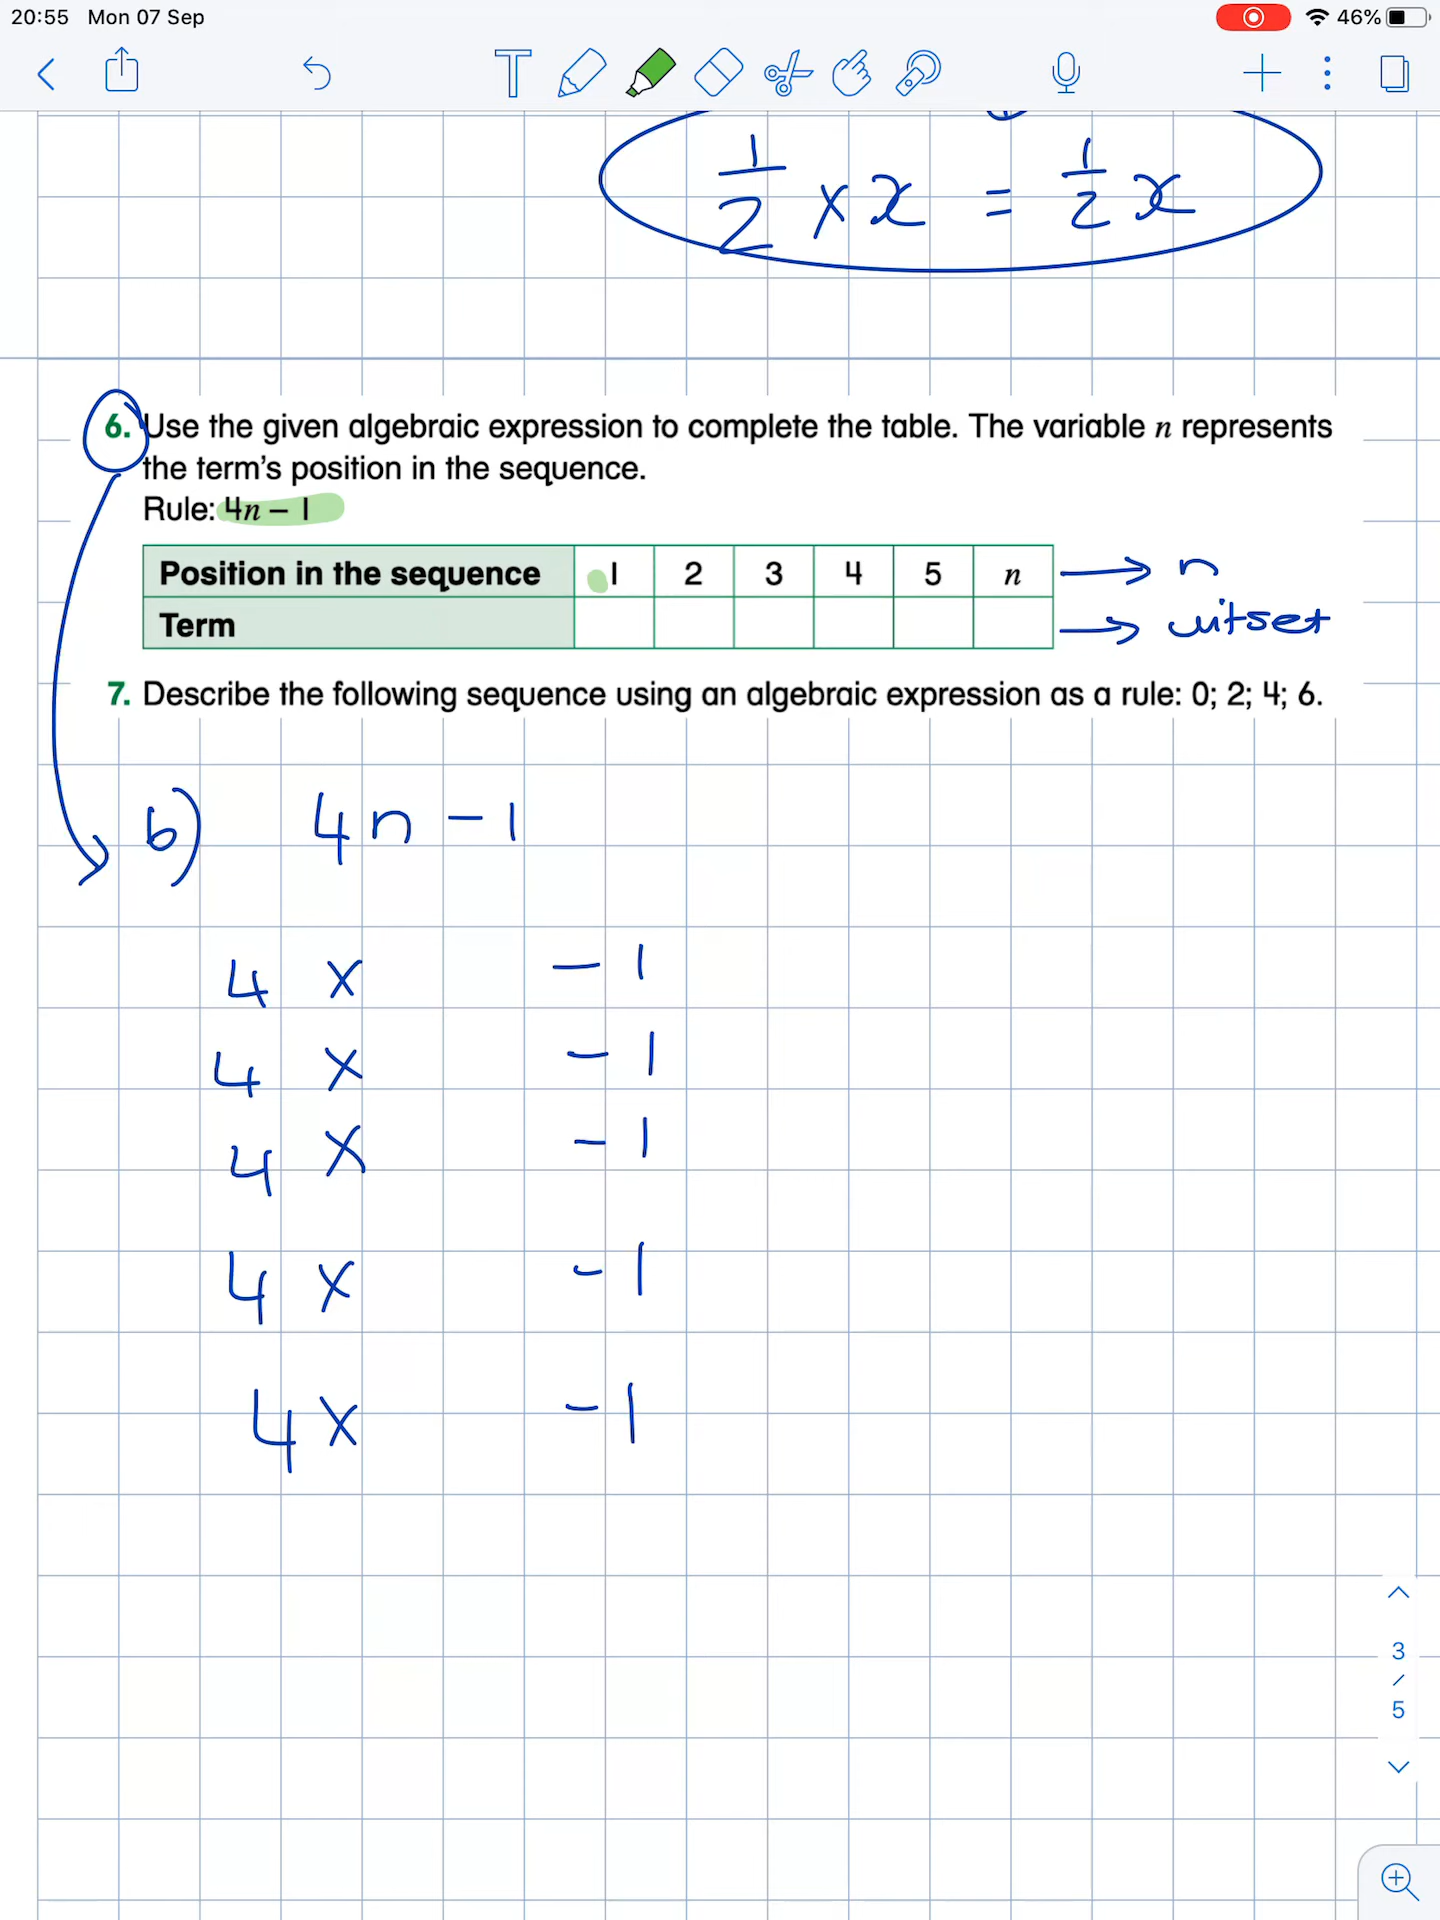 20:55 Mon 07 Sep 46%
1/2 × x = 1/2 x
6. Use the given algebraic expression to complete the table. The variable n represents
the term's position in the sequence.
Rule: 4n – 1
Position in the sequence 1 2 3 4 5 n → n
Term → uitset
7. Describe the following sequence using an algebraic expression as a rule: 0; 2; 4; 6.
6) 4n - 1
4 × - 1
4 × - 1
4 × - 1
4 × - 1
4 × - 1
3
/
5